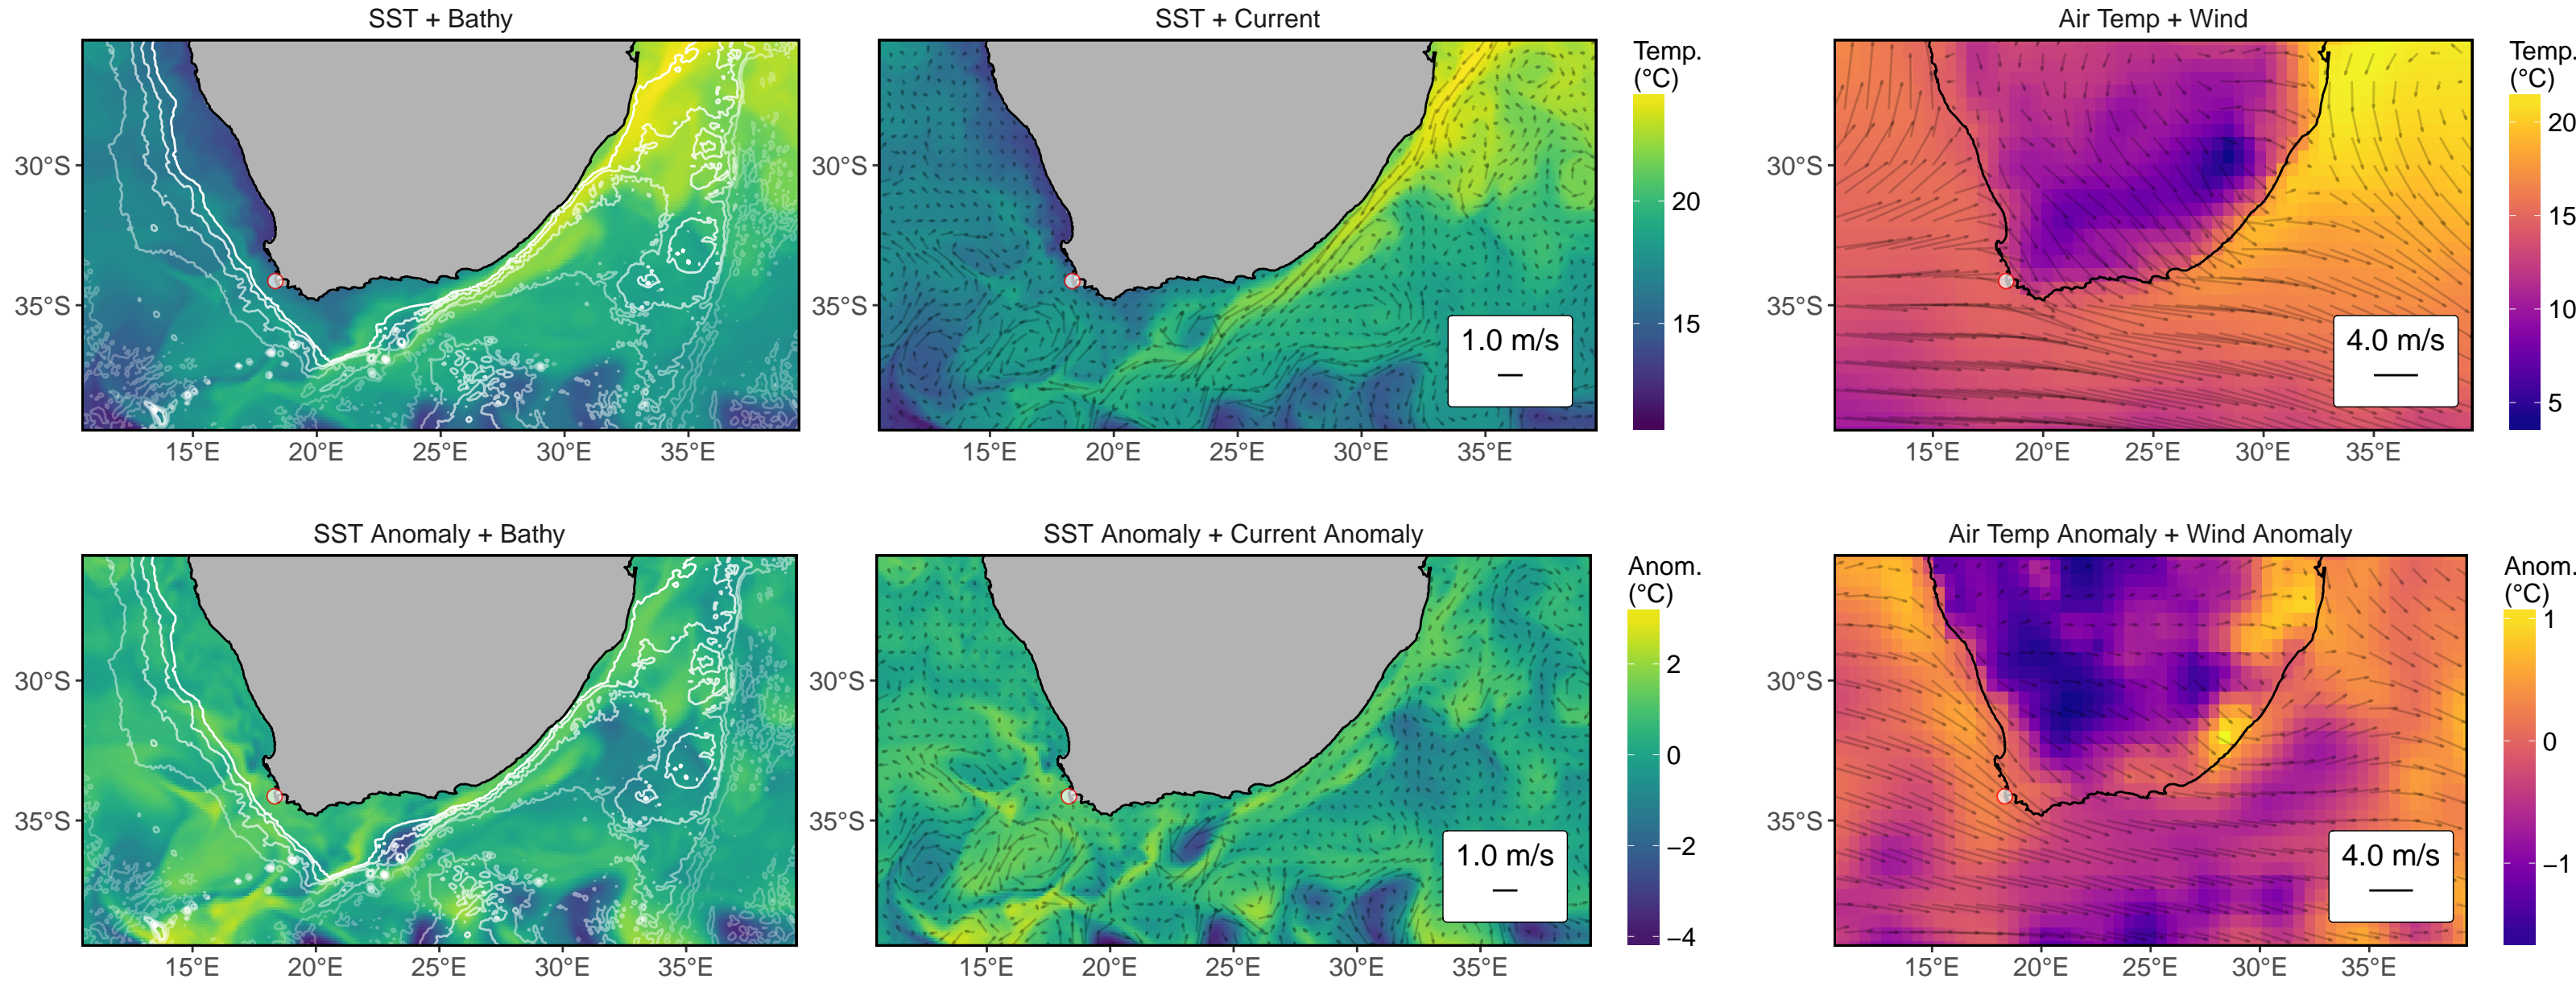 SST + Bathy
30°S
35°S
15°E 20°E 25°E 30°E 35°E
SST + Current
30°S
35°S
15°E 20°E 25°E 30°E 35°E
1.0 m/s
Temp.
(°C)
20
15
Air Temp + Wind
30°S
35°S
15°E 20°E 25°E 30°E 35°E
4.0 m/s
Temp.
(°C)
20
15
10
5
SST Anomaly + Bathy
30°S
35°S
15°E 20°E 25°E 30°E 35°E
SST Anomaly + Current Anomaly
30°S
35°S
15°E 20°E 25°E 30°E 35°E
1.0 m/s
Anom.
(°C)
2
0
−2
−4
Air Temp Anomaly + Wind Anomaly
30°S
35°S
15°E 20°E 25°E 30°E 35°E
4.0 m/s
Anom.
(°C)
1
0
−1